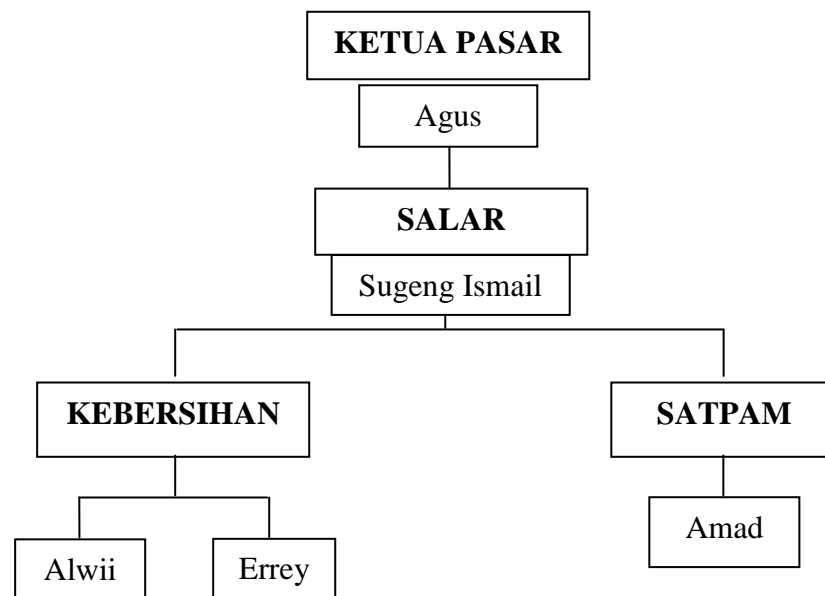 KETUA PASAR
Agus
SALAR
Sugeng Ismail
KEBERSIHAN
SATPAM
Alwii
Errey
Amad